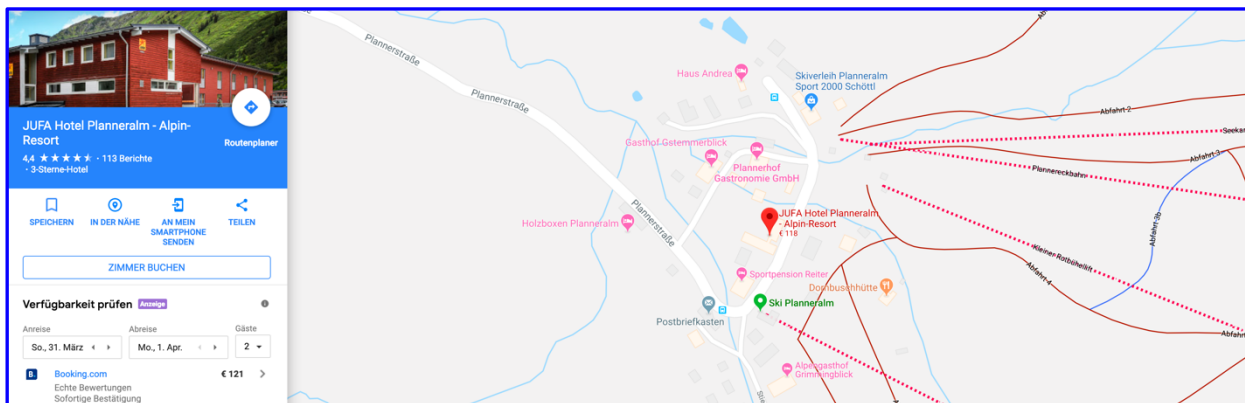 JUFA Hotel Planneralm - Alpin-
Resort
4,4 · 113 Berichte
· 3-Sterne-Hotel
Routenplaner
SPEICHERN
IN DER NÄHE
AN MEIN
SMARTPHONE
SENDEN
TEILEN
ZIMMER BUCHEN
Verfügbarkeit prüfen Anzeige
Anreise
Abreise
Gäste
So., 31. März
Mo., 1. Apr.
2
B.
Booking.com
€ 121
Echte Bewertungen
Sofortige Bestätigung
Plannerstraße
Plannerstraße
Plannerstraße
Haus Andrea
Skiverleih Planneralm
Sport 2000 Schöttl
Gasthof Gstemmerblick
Plannerhof
Gastronomie GmbH
Holzboxen Planneralm
JUFA Hotel Planneralm
- Alpin-Resort
€ 118
Sportpension Reiter
Dornbuschhütte
Ski Planneralm
Postbriefkasten
Alpengasthof
Grimmingblick
Abfahrt 2
Abfahrt 3
Plannereckbahn
Abfahrt 3b
Kleiner Rotbühellift
Abfahrt 4